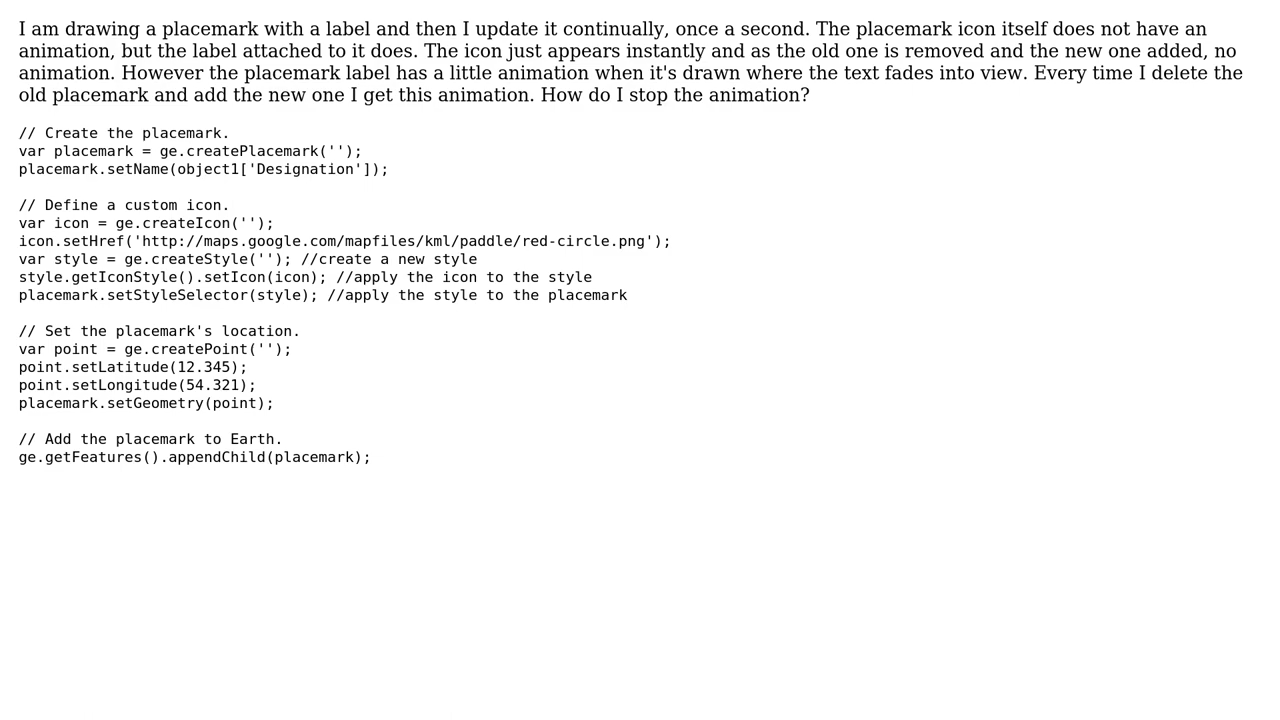 I am drawing a placemark with a label and then I update it continually, once a second. The placemark icon itself does not have an
animation, but the label attached to it does. The icon just appears instantly and as the old one is removed and the new one added, no
animation. However the placemark label has a little animation when it's drawn where the text fades into view. Every time I delete the
old placemark and add the new one I get this animation. How do I stop the animation?
// Create the placemark.
var placemark = ge.createPlacemark('');
placemark.setName(object1['Designation']);
// Define a custom icon.
var icon = ge.createIcon('');
icon.setHref('http://maps.google.com/mapfiles/kml/paddle/red-circle.png');
var style = ge.createStyle(''); //create a new style
style.getIconStyle().setIcon(icon); //apply the icon to the style
placemark.setStyleSelector(style); //apply the style to the placemark
// Set the placemark's location.
var point = ge.createPoint('');
point.setLatitude(12.345);
point.setLongitude(54.321);
placemark.setGeometry(point);
// Add the placemark to Earth.
ge.getFeatures().appendChild(placemark);